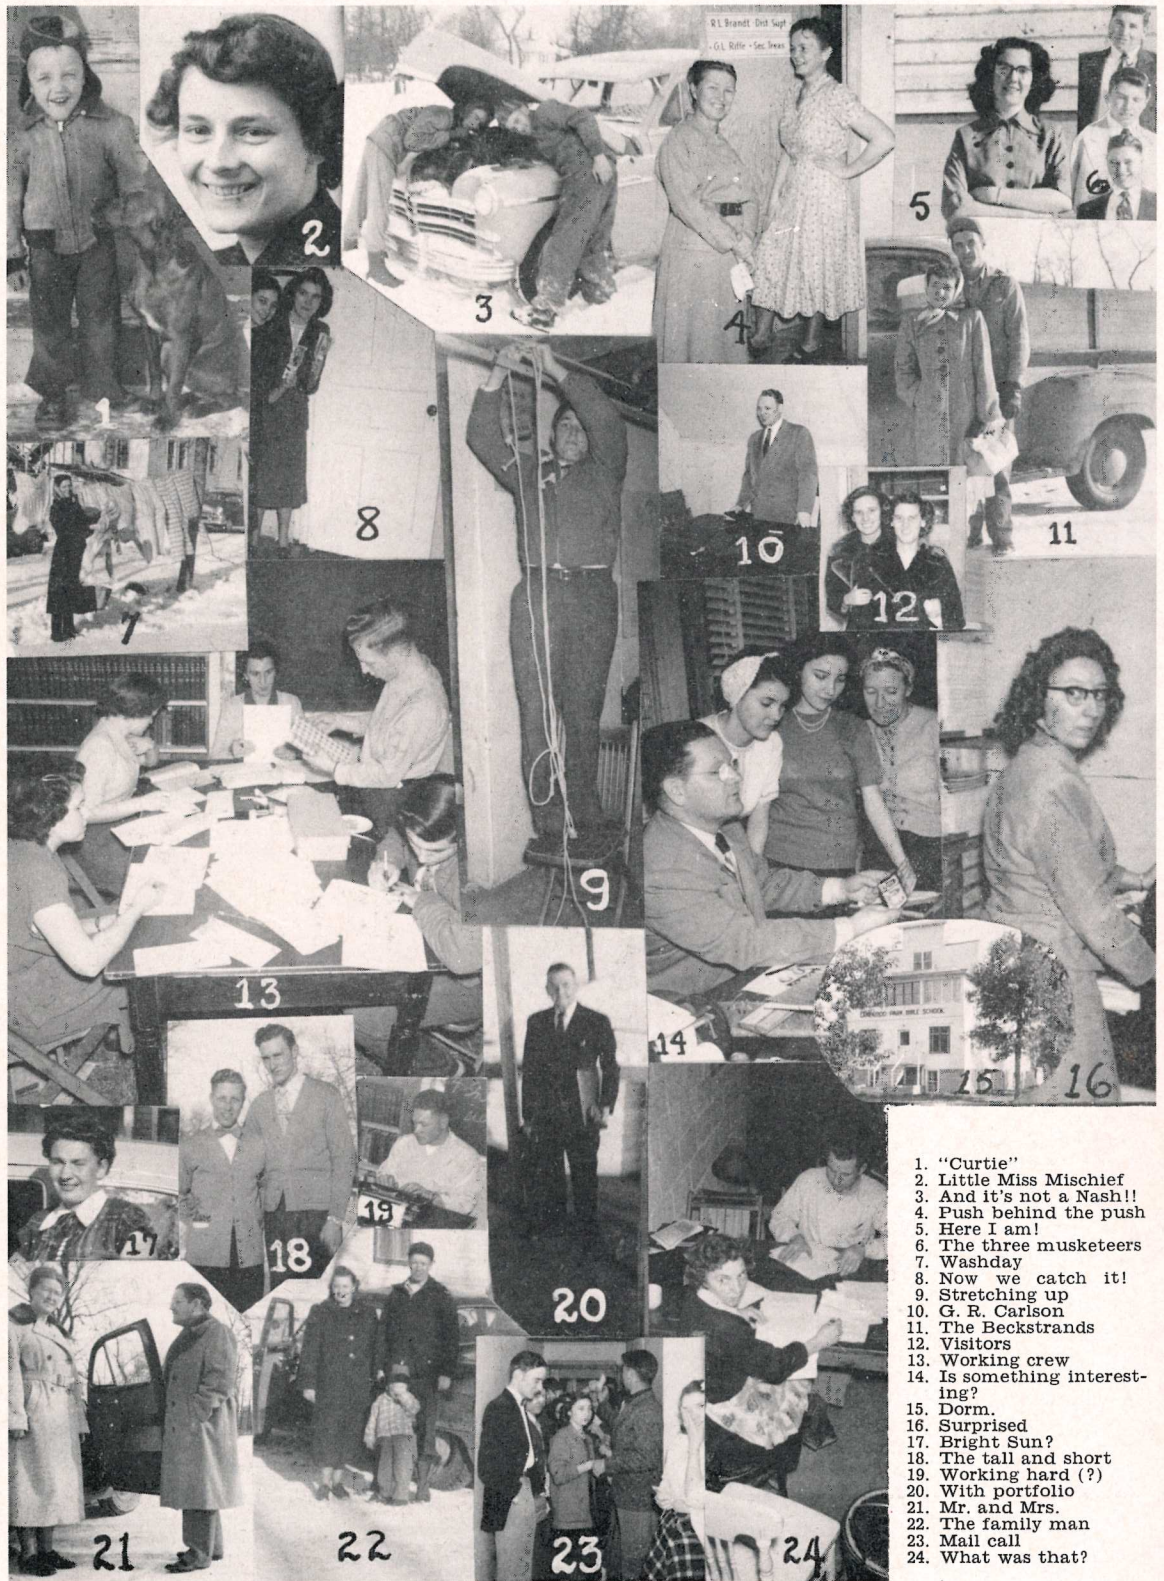 R L Brandt Dist Supt
G.L. Riffe - Sec. Treas
1
2
3
4
5
6
7
8
9
10
11
12
13
14
PARK BIBLE SCHOOL
15
16
17
18
19
20
21
22
23
24
1. "Curtie"
2. Little Miss Mischief
3. And it's not a Nash!!
4. Push behind the push
5. Here I am!
6. The three musketeers
7. Washday
8. Now we catch it!
9. Stretching up
10. G. R. Carlson
11. The Beckstrands
12. Visitors
13. Working crew
14. Is something interest-
ing?
15. Dorm.
16. Surprised
17. Bright Sun?
18. The tall and short
19. Working hard (?)
20. With portfolio
21. Mr. and Mrs.
22. The family man
23. Mail call
24. What was that?